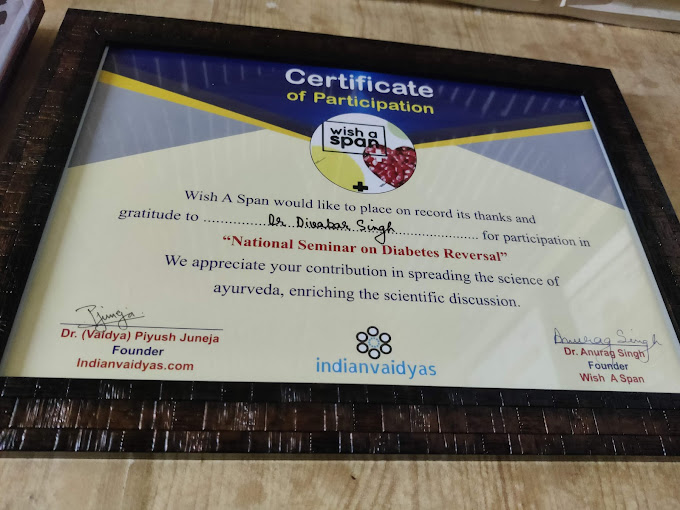 Certificate
of Participation
wish a
span
Wish A Span would like to place on record its thanks and
gratitude to ..................Dr Divabar Singh...................... for participation in
“National Seminar on Diabetes Reversal”
We appreciate your contribution in spreading the science of
ayurveda, enriching the scientific discussion.
Pjuneja
Dr. (Vaidya) Piyush Juneja
Founder
Indianvaidyas.com
indianvaidyas
Anurag Singh
Dr. Anurag Singh
Founder
Wish A Span